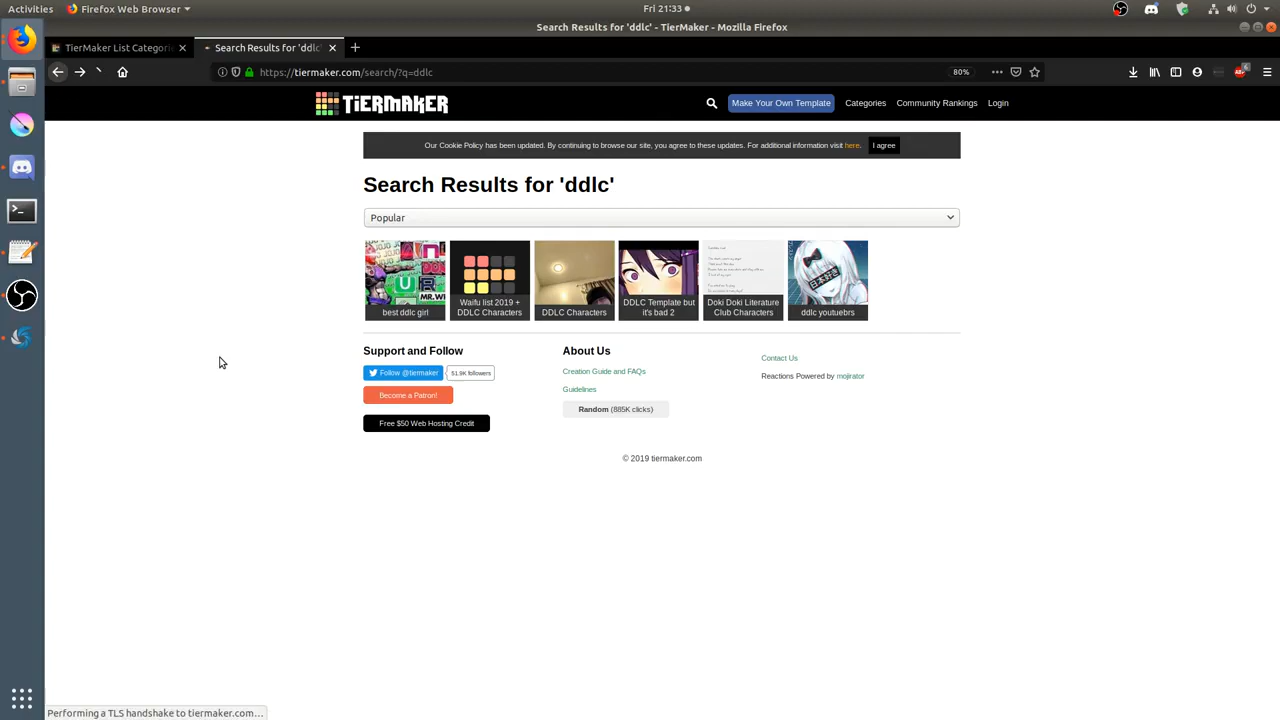 Activities
Firefox Web Browser
Fri 21:33
Search Results for 'ddlc' - TierMaker - Mozilla Firefox
TierMaker List Categori
Search Results for 'ddlc'
https://tiermaker.com/search/?q=ddlc
80%
6
TiERMAKER
Make Your Own Template
Categories
Community Rankings
Login
Our Cookie Policy has been updated. By continuing to browse our site, you agree to these updates. For additional information visit here.
I agree
Search Results for 'ddlc'
Popular
best ddlc girl
Waifu list 2019 +
DDLC Characters
DDLC Characters
DDLC Template but
it's bad 2
Doki Doki Literature
Club Characters
日本好き
ddlc youtuebrs
Support and Follow
Follow @tiermaker
51.9K followers
Become a Patron!
Free $50 Web Hosting Credit
About Us
Creation Guide and FAQs
Guidelines
Random (885K clicks)
Contact Us
Reactions Powered by mojirator
© 2019 tiermaker.com
Performing a TLS handshake to tiermaker.com…